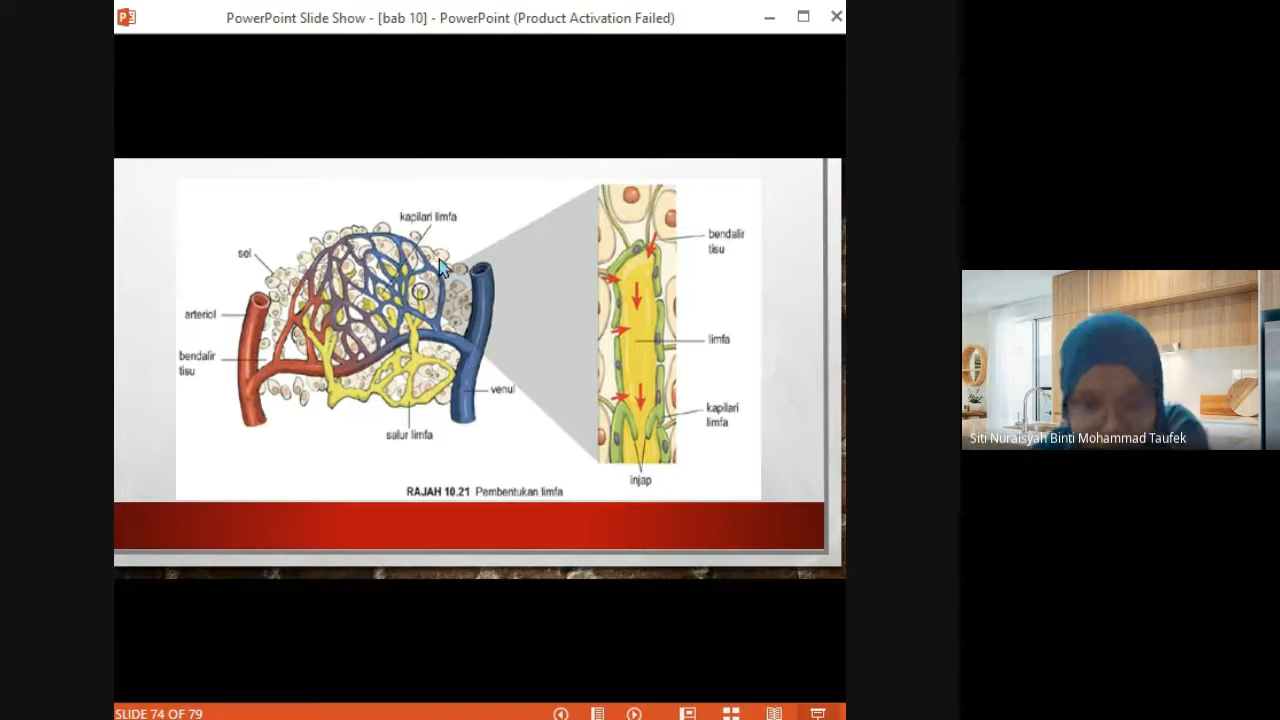 PowerPoint Slide Show - [bab 10] - PowerPoint (Product Activation Failed)
kapilari limfa
sel
arteriol
bendalir
tisu
venul
salur limfa
bendalir
tisu
limfa
kapilari
limfa
injap
RAJAH 10.21 Pembentukan limfa
Siti Nuraisyah Binti Mohammad Taufek
SLIDE 74 OF 79